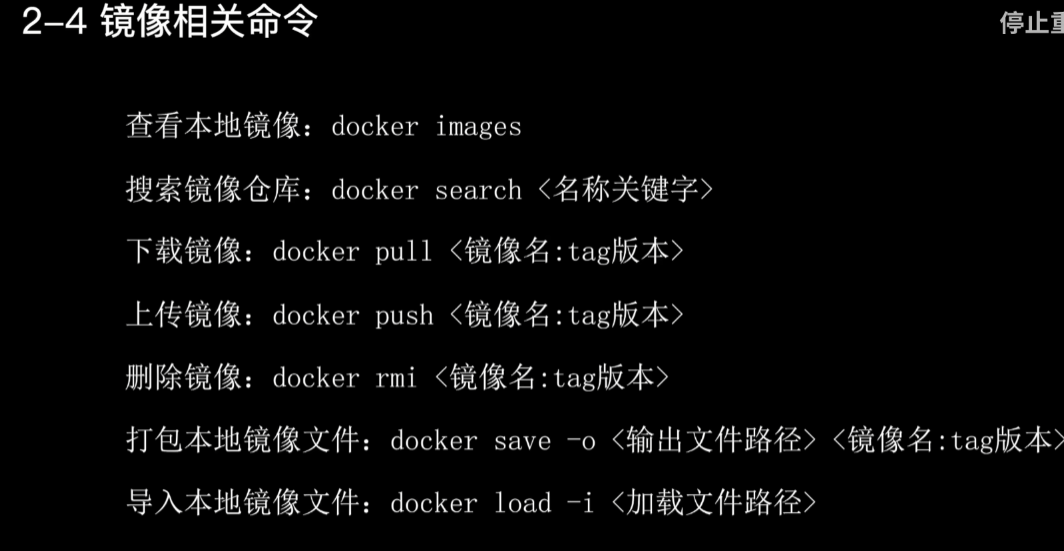 2-4 镜像相关命令
停止
查看本地镜像：docker images
搜索镜像仓库：docker search <名称关键字>
下载镜像：docker pull <镜像名:tag版本>
上传镜像：docker push <镜像名:tag版本>
删除镜像：docker rmi <镜像名:tag版本>
打包本地镜像文件：docker save -o <输出文件路径> <镜像名:tag版本>
导入本地镜像文件：docker load -i <加载文件路径>